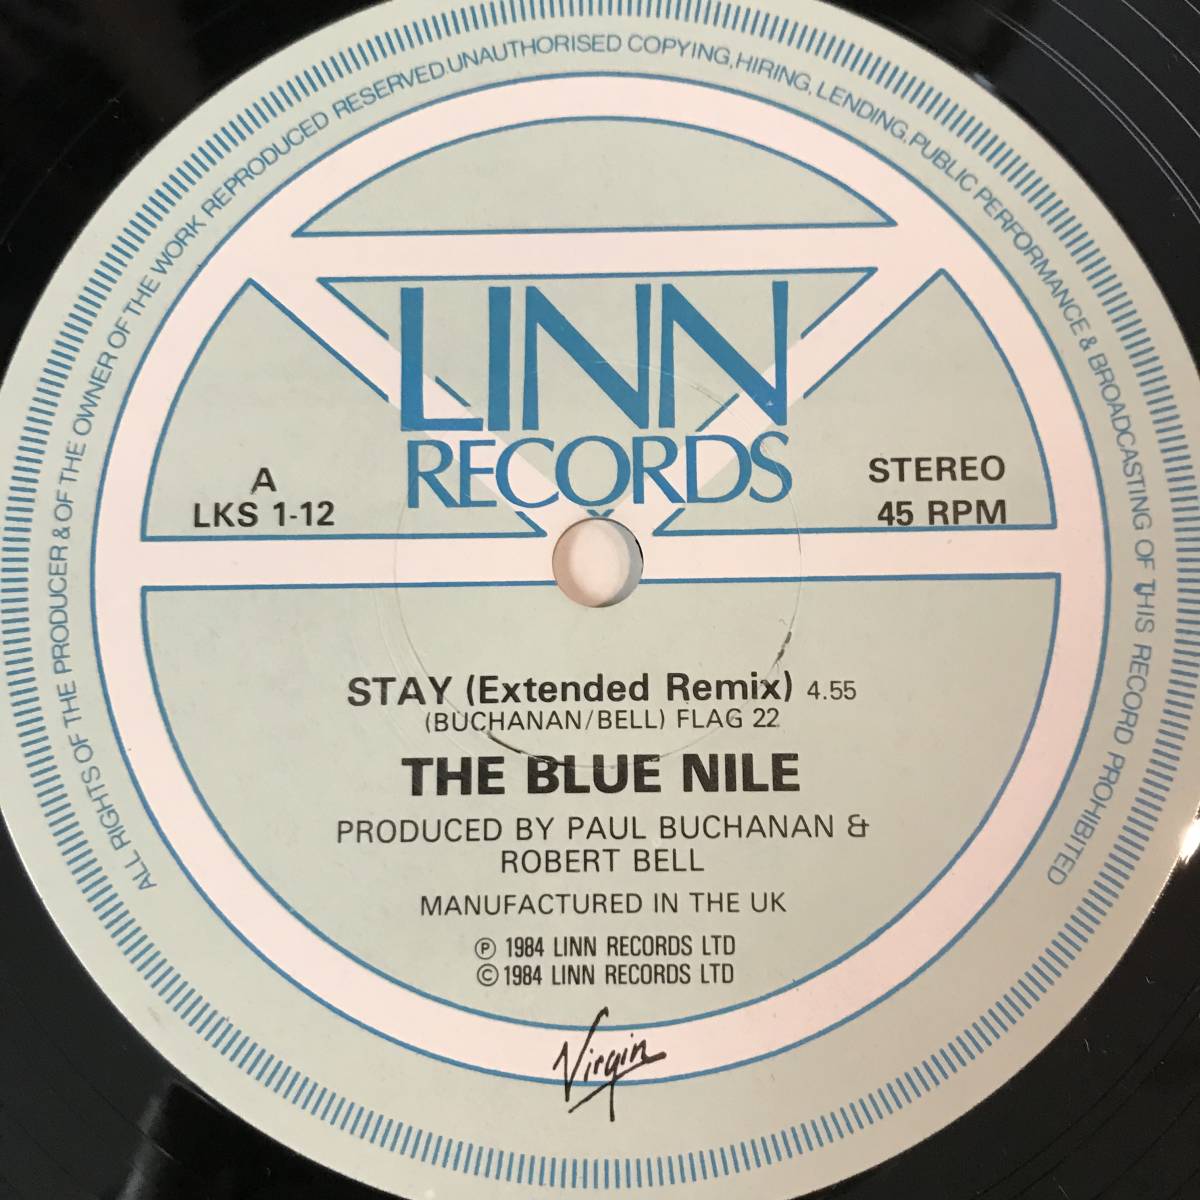 ALL RIGHTS OF THE PRODUCER & OF THE OWNER OF THE WORK REPRODUCED RESERVED.UNAUTHORISED COPYING,HIRING, LENDING,PUBLIC PERFORMANCE & BROADCASTING OF THIS RECORD PROHIBITED
LINN
RECORDS
A
LKS 1-12
STEREO
45 RPM
STAY (Extended Remix) 4.55
(BUCHANAN/BELL) FLAG 22
THE BLUE NILE
PRODUCED BY PAUL BUCHANAN &
ROBERT BELL
MANUFACTURED IN THE UK
℗ 1984 LINN RECORDS LTD
© 1984 LINN RECORDS LTD
Virgin